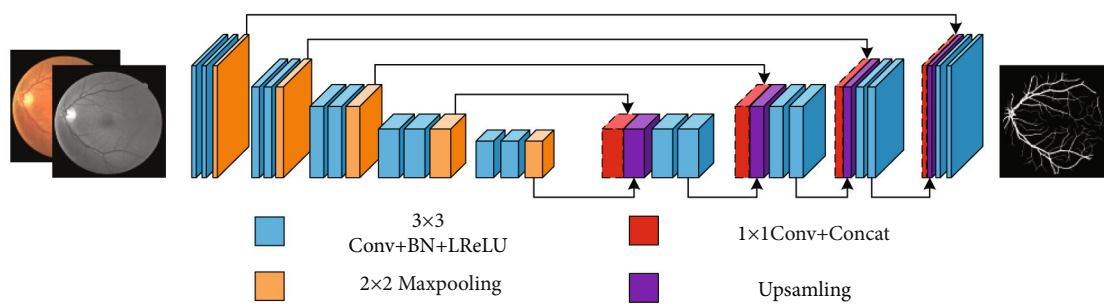 3×3
Conv+BN+LReLU
1×1Conv+Concat
2×2 Maxpooling
Upsamling